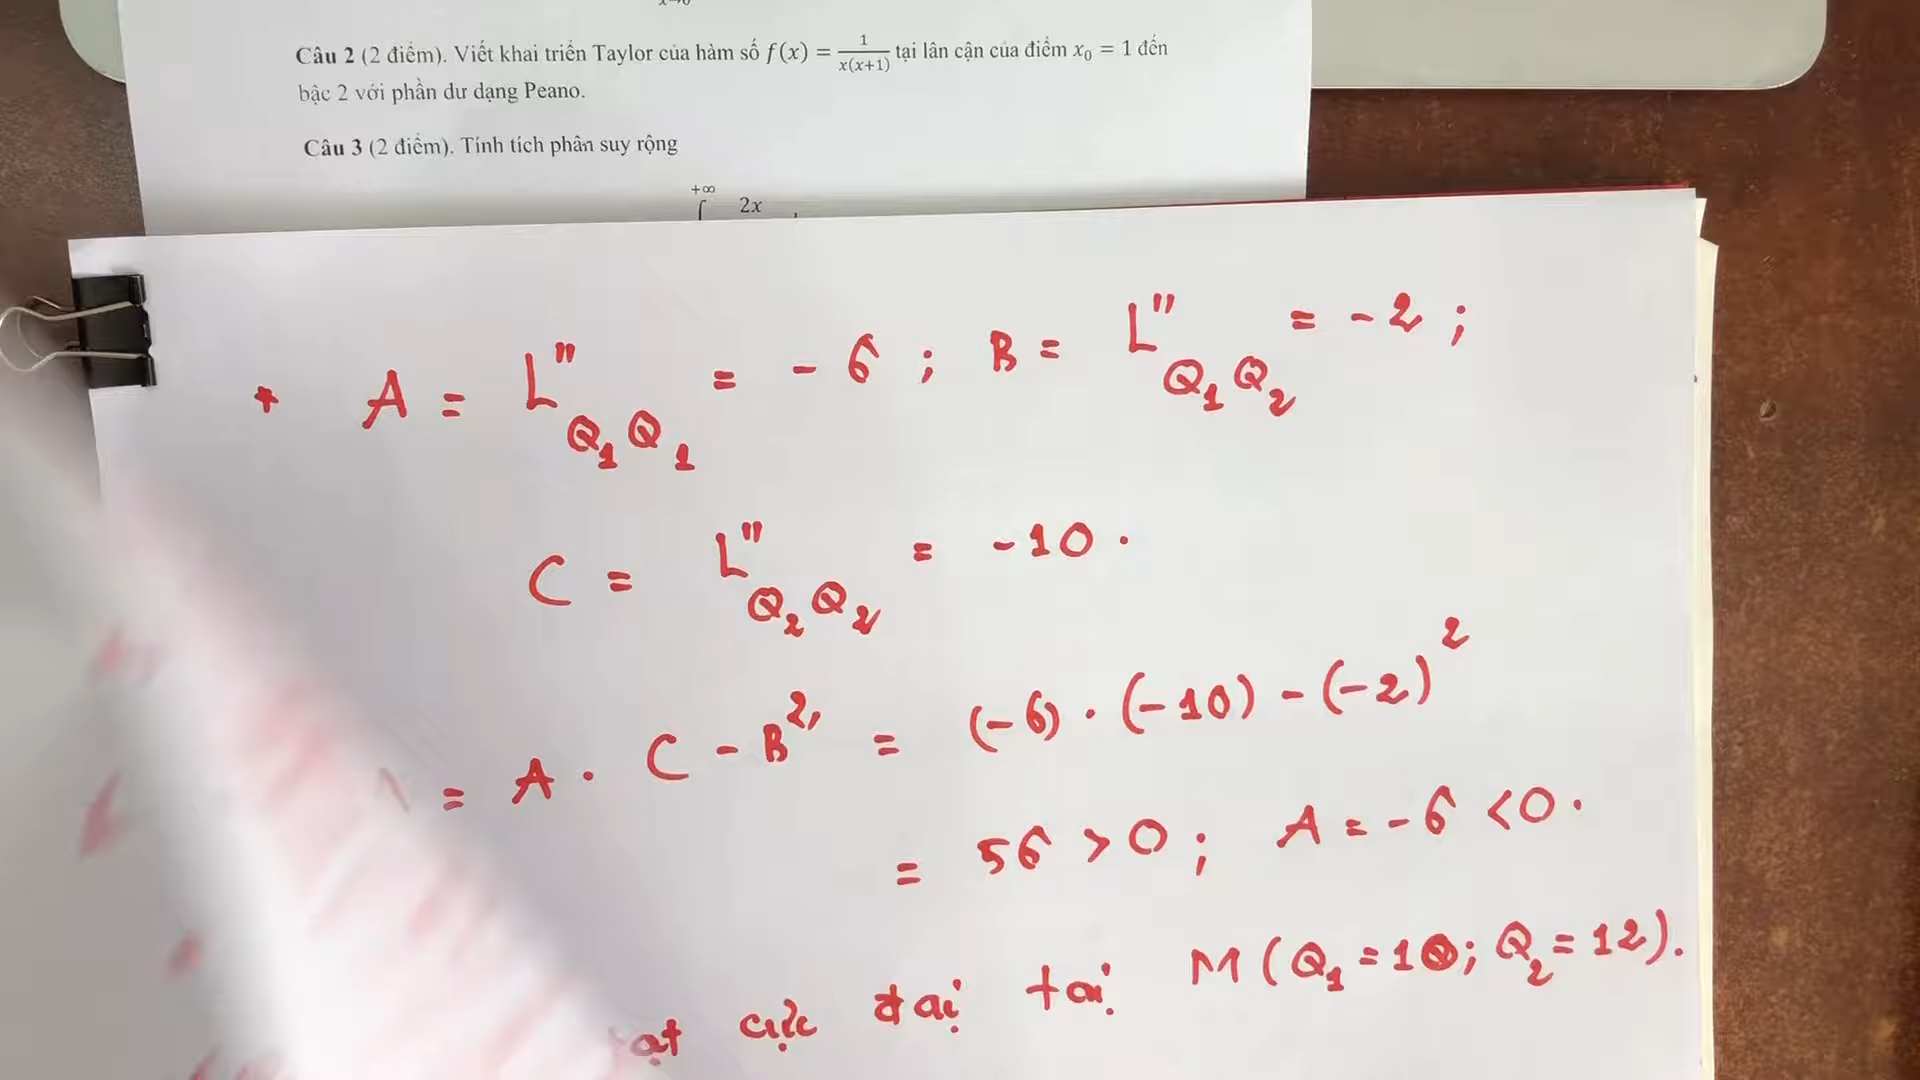 Câu 2 (2 điểm). Viết khai triển Taylor của hàm số f(x) = 1/(x(x+1)) tại lân cận của điểm x₀ = 1 đến
bậc 2 với phần dư dạng Peano.
Câu 3 (2 điểm). Tính tích phân suy rộng
+∞
∫ 2x
* A = L''Q₁Q₁ = - 6 ; B = L''Q₁Q₂ = - 2 ;
C = L''Q₂Q₂ = -10 .
= A . C - B² = (-6) . (-10) - (-2)²
= 56 > 0 ; A = - 6 < 0 .
cực đại tại M (Q₁ = 10; Q₂ = 12).